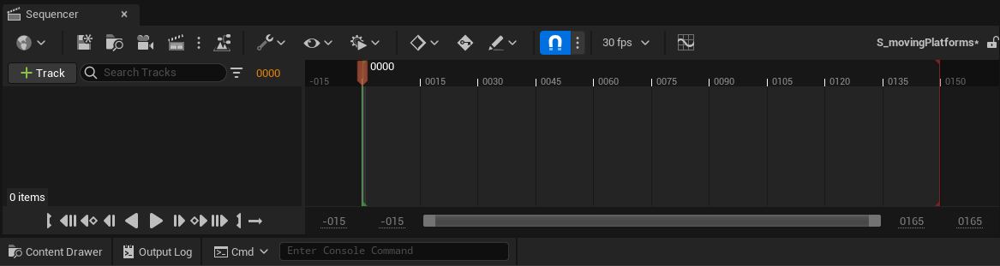 Sequencer
30 fps S_movingPlatforms*
Track Search Tracks 0000 0000
-015 0015 0030 0045 0060 0075 0090 0105 0120 0135 0150
0 items
-015 -015 0165 0165
Content Drawer Output Log Cmd Enter Console Command